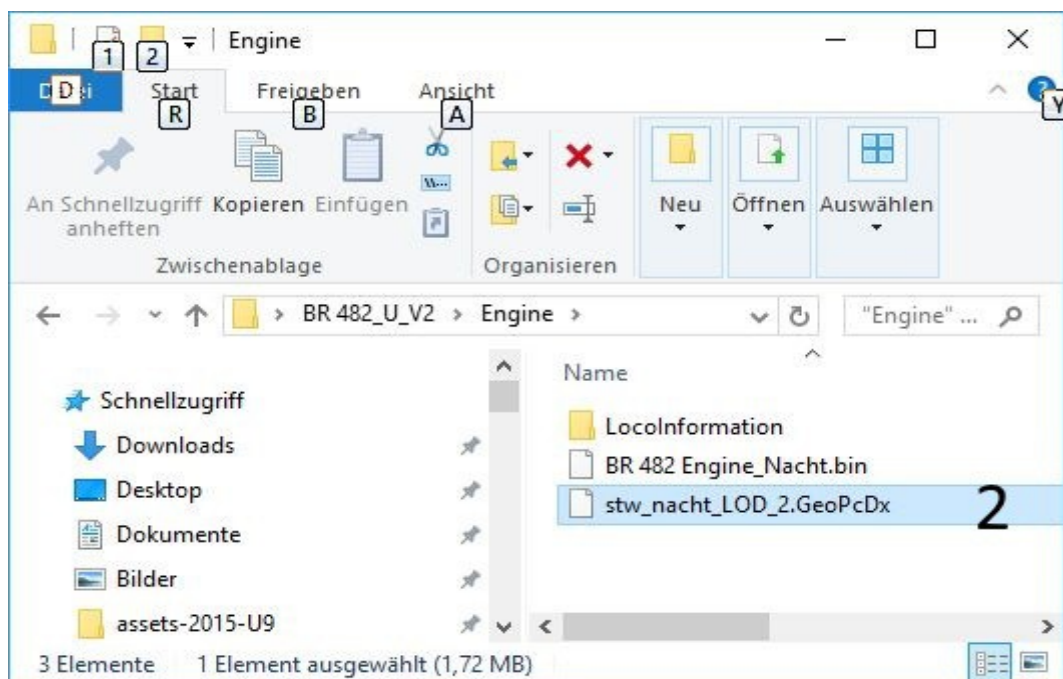 Engine
1 2
D i Start Freigeben Ansicht
D R B A Y
An Schnellzugriff anheften Kopieren Einfügen
Zwischenablage
Organisieren
Neu Öffnen Auswählen
BR 482_U_V2 > Engine >
"Engine" ...
Schnellzugriff
Downloads
Desktop
Dokumente
Bilder
assets-2015-U9
Name
LocoInformation
BR 482 Engine_Nacht.bin
stw_nacht_LOD_2.GeoPcDx 2
3 Elemente 1 Element ausgewählt (1,72 MB)